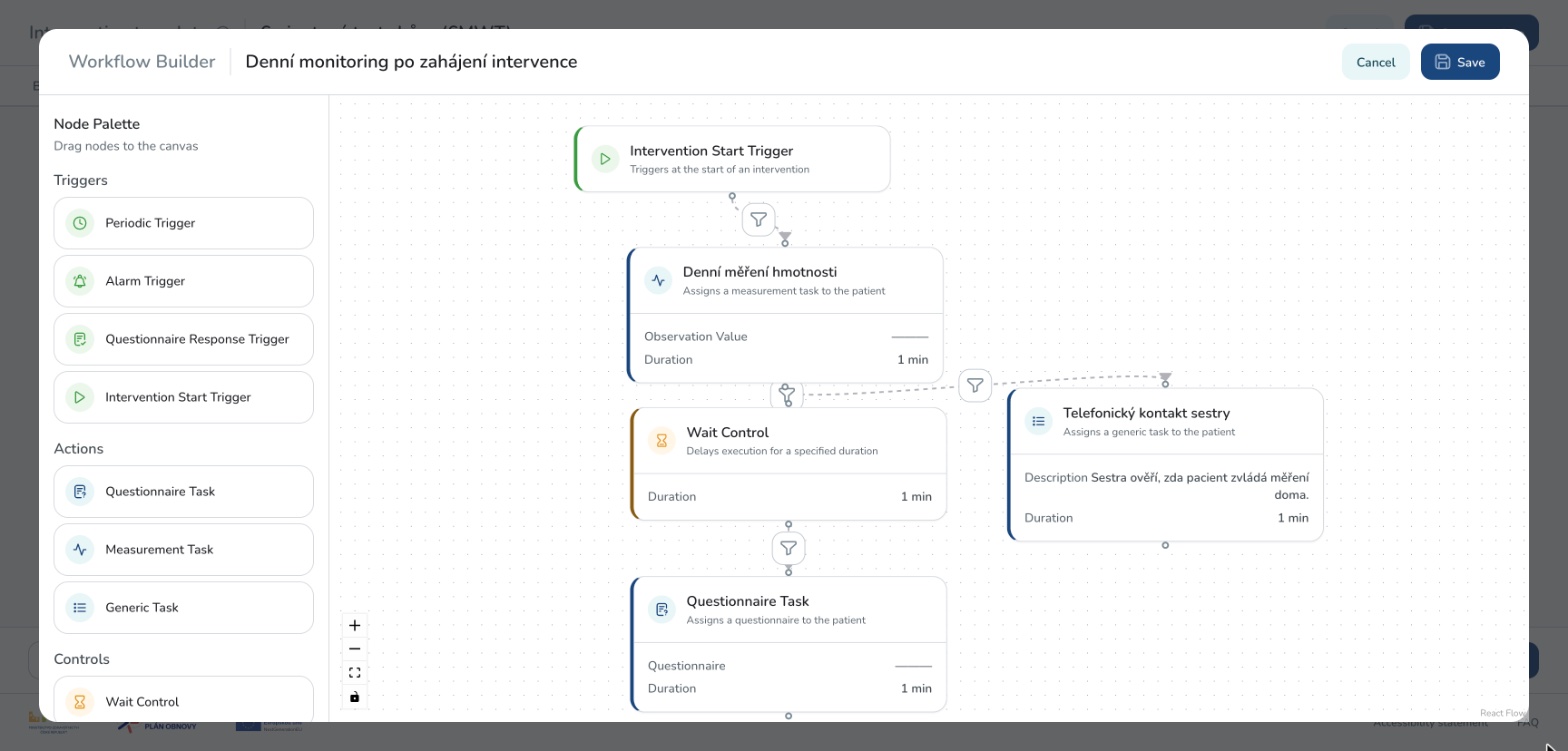 Workflow Builder
Denní monitoring po zahájení intervence
Cancel
Save
Node Palette
Drag nodes to the canvas
Triggers
Periodic Trigger
Alarm Trigger
Questionnaire Response Trigger
Intervention Start Trigger
Actions
Questionnaire Task
Measurement Task
Generic Task
Controls
Wait Control
Intervention Start Trigger
Triggers at the start of an intervention
Denní měření hmotnosti
Assigns a measurement task to the patient
Observation Value
Duration 1 min
Wait Control
Delays execution for a specified duration
Duration 1 min
Telefonický kontakt sestry
Assigns a generic task to the patient
Description Sestra ověří, zda pacient zvládá měření
doma.
Duration 1 min
Questionnaire Task
Assigns a questionnaire to the patient
Questionnaire
Duration 1 min
React Flow
PLÁN OBNOVY
Accessibility statement
FAQ